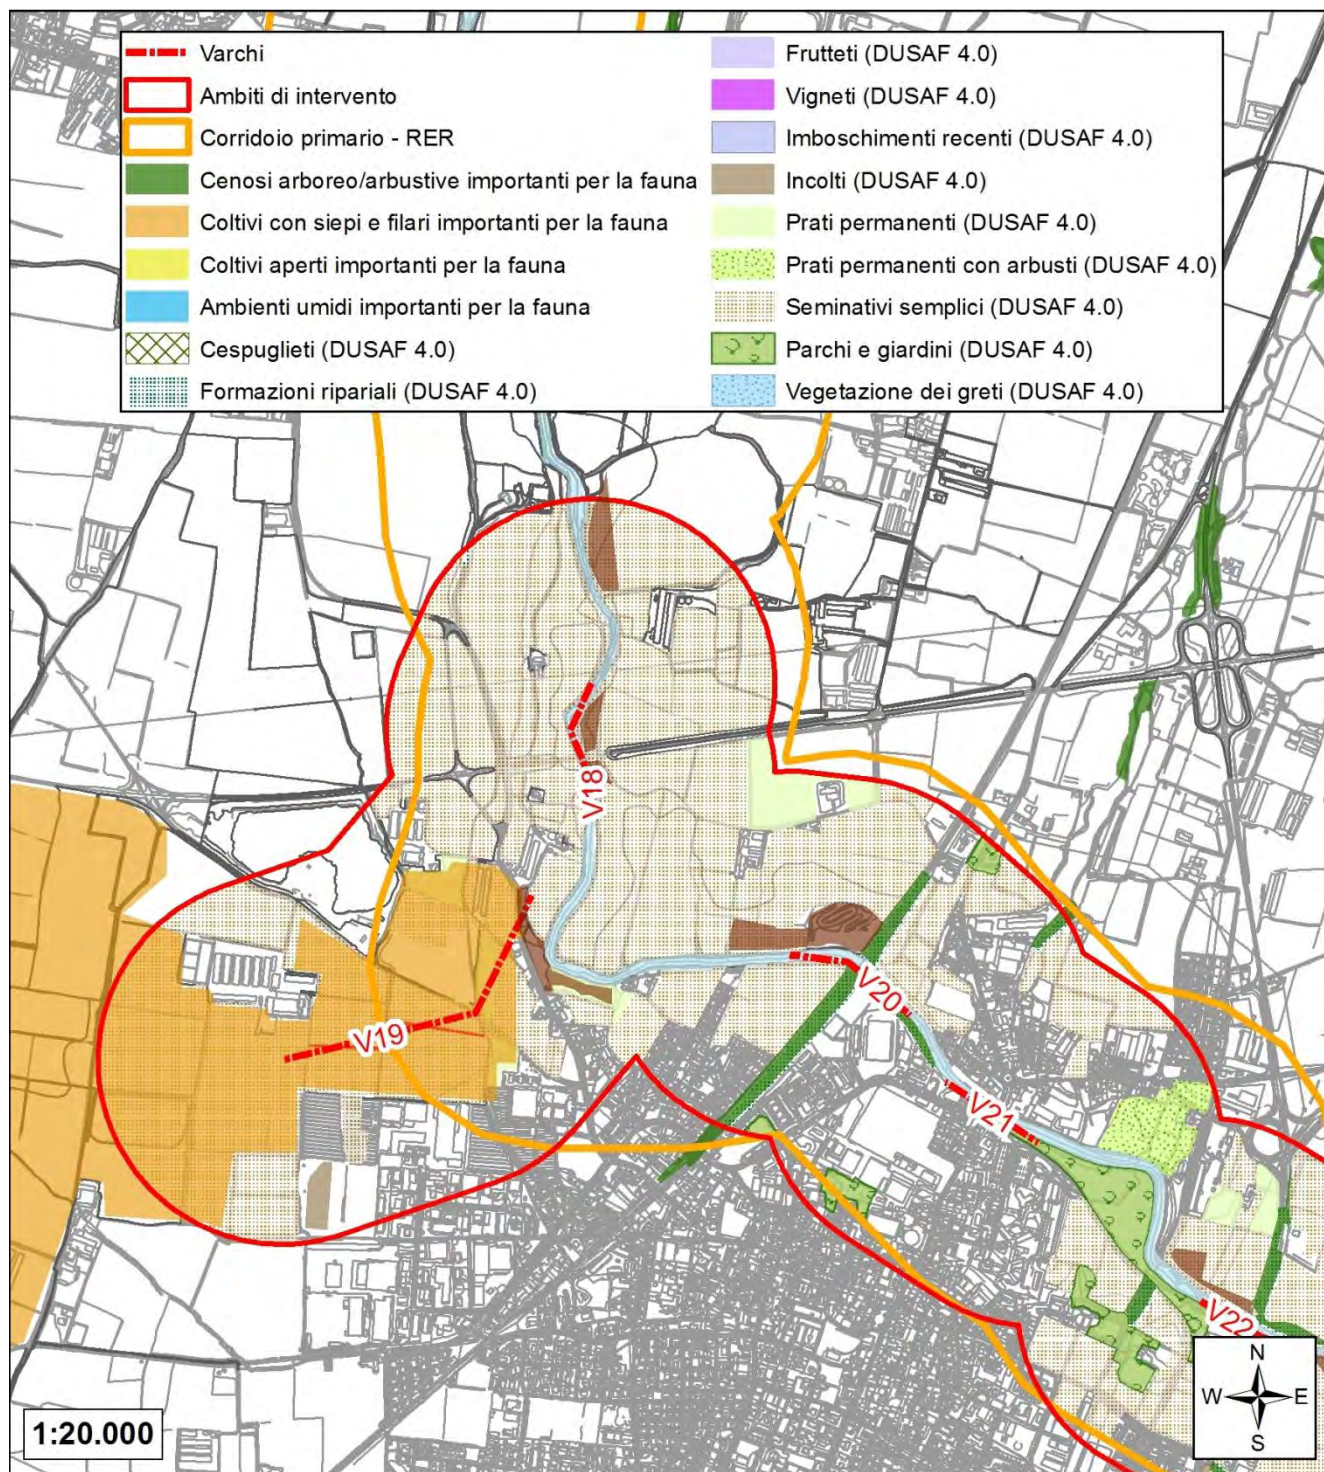 Varchi
Ambiti di intervento
Corridoio primario - RER
Cenosi arboreo/arbustive importanti per la fauna
Coltivi con siepi e filari importanti per la fauna
Coltivi aperti importanti per la fauna
Ambienti umidi importanti per la fauna
Cespuglieti (DUSAF 4.0)
Formazioni ripariali (DUSAF 4.0)
Frutteti (DUSAF 4.0)
Vigneti (DUSAF 4.0)
Imboschimenti recenti (DUSAF 4.0)
Incolti (DUSAF 4.0)
Prati permanenti (DUSAF 4.0)
Prati permanenti con arbusti (DUSAF 4.0)
Seminativi semplici (DUSAF 4.0)
Parchi e giardini (DUSAF 4.0)
Vegetazione dei greti (DUSAF 4.0)
V18
V19
V20
V21
V22
N
W E
S
1:20.000